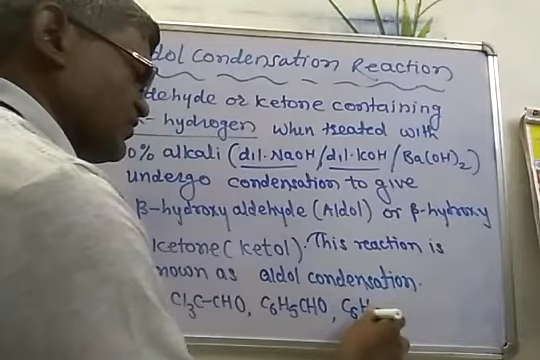 dol Condensation Reaction
dehyde or ketone containing
- hydrogen when treated with
0% alkali (dil·NaOH/dil·KOH/Ba(OH)2)
undergo condensation to give
β-hydroxy aldehyde (Aldol) or β-hydroxy
ketone (ketol). This reaction is
nown as aldol condensation.
Cl3C-CHO, C6H5CHO, C6H